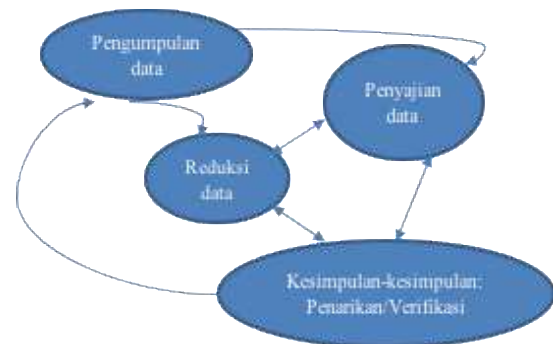 Pengumpulan
data
Penyajian
data
Reduksi
data
Kesimpulan-kesimpulan:
Penarikan/Verifikasi